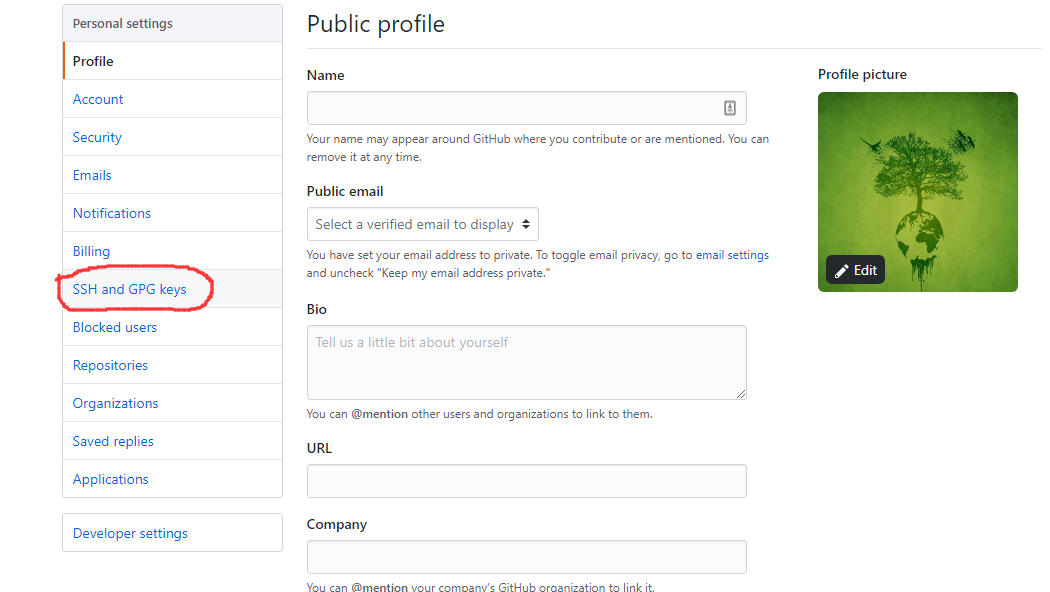 Personal settings
Profile
Account
Security
Emails
Notifications
Billing
SSH and GPG keys
Blocked users
Repositories
Organizations
Saved replies
Applications
Developer settings
Public profile
Name
Your name may appear around GitHub where you contribute or are mentioned. You can
remove it at any time.
Public email
Select a verified email to display
You have set your email address to private. To toggle email privacy, go to email settings
and uncheck "Keep my email address private."
Bio
Tell us a little bit about yourself
You can @mention other users and organizations to link to them.
URL
Company
You can @mention your company's GitHub organization to link it.
Profile picture
Edit